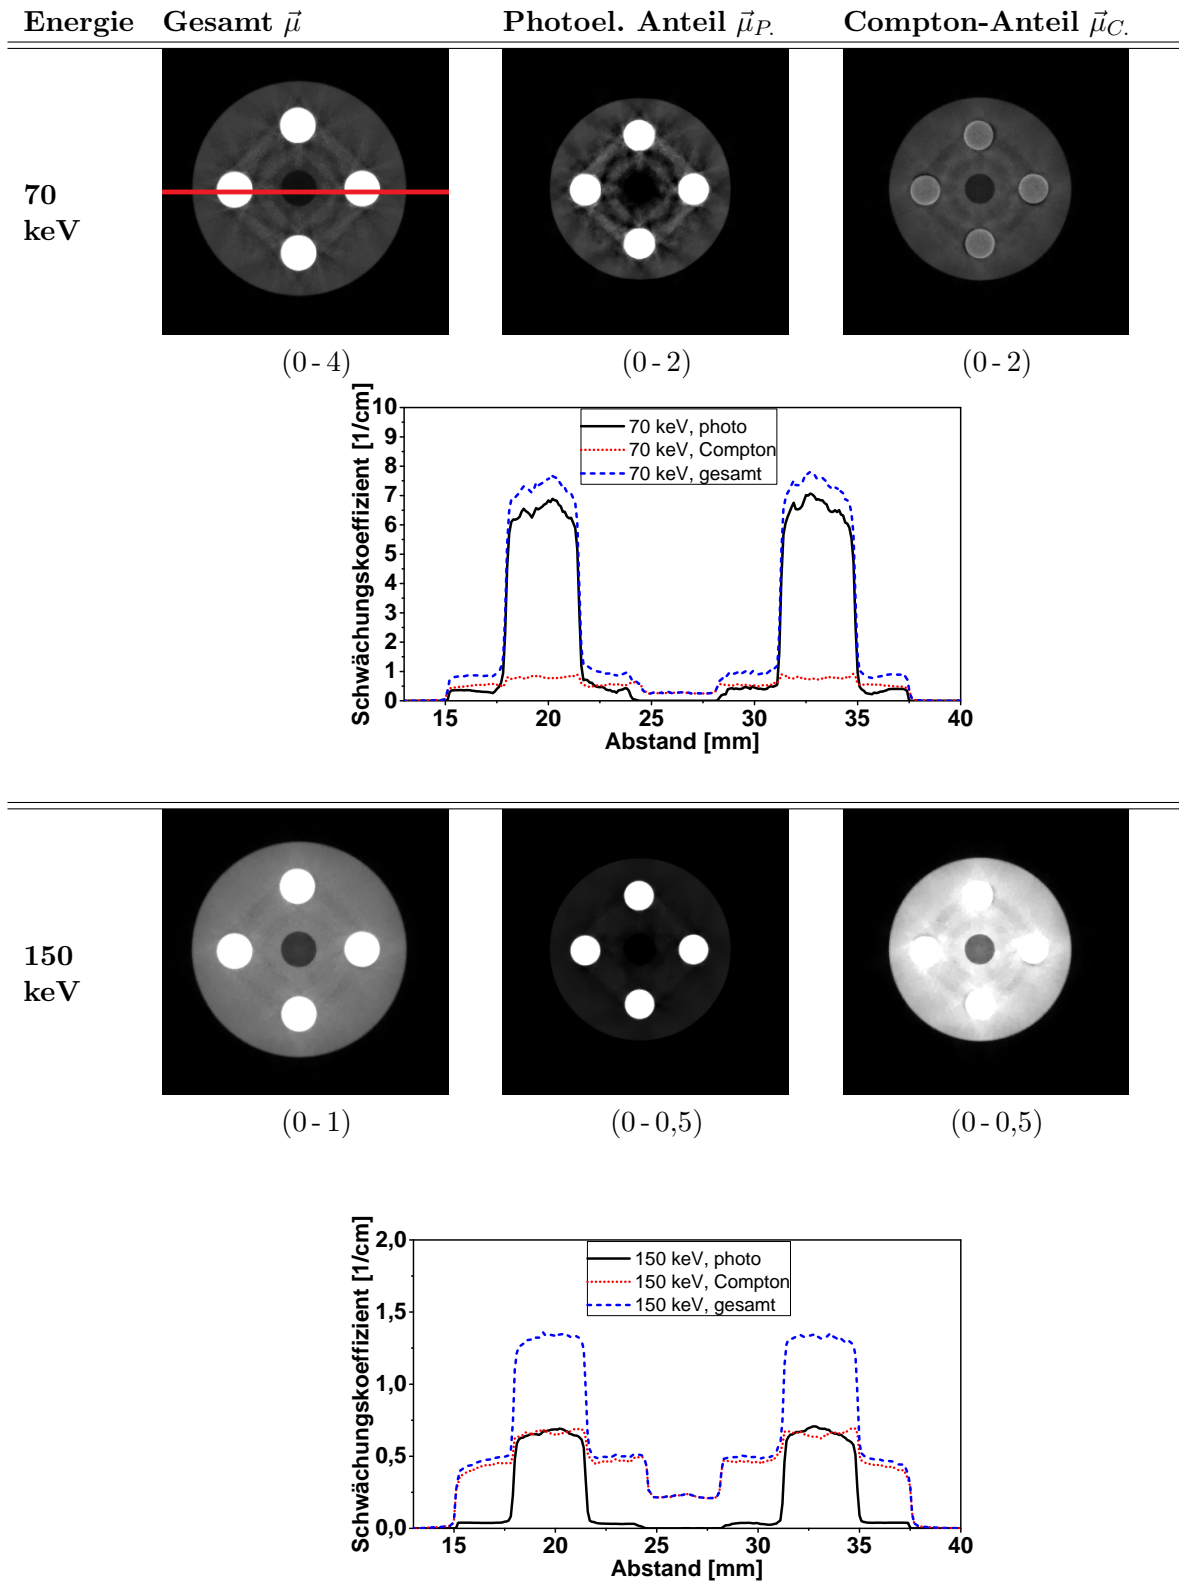 Energie Gesamt μ⃗ Photoel. Anteil μ⃗P. Compton-Anteil μ⃗C.
70
keV
(0 - 4) (0 - 2) (0 - 2)
Schwächungskoeffizient [1/cm]
10
9
8
7
6
5
4
3
2
1
0
70 keV, photo
70 keV, Compton
70 keV, gesamt
15 20 25 30 35 40
Abstand [mm]
150
keV
(0 - 1) (0 - 0,5) (0 - 0,5)
Schwächungskoeffizient [1/cm]
2,0
1,5
1,0
0,5
0,0
150 keV, photo
150 keV, Compton
150 keV, gesamt
15 20 25 30 35 40
Abstand [mm]